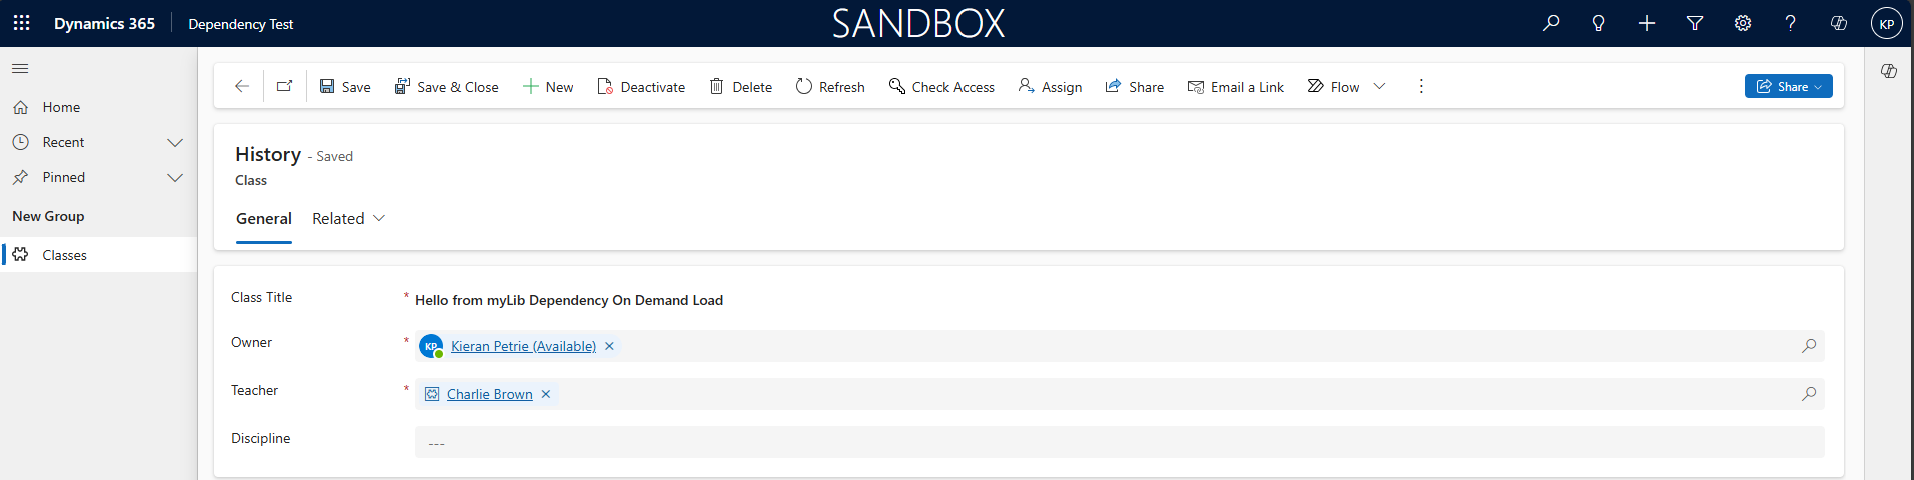 Dynamics 365 Dependency Test SANDBOX KP
Save Save & Close New Deactivate Delete Refresh Check Access Assign Share Email a Link Flow Share
Home
Recent
Pinned
New Group
Classes
History - Saved
Class
General Related
Class Title * Hello from myLib Dependency On Demand Load
Owner * KP Kieran Petrie (Available)
Teacher * Charlie Brown
Discipline ---